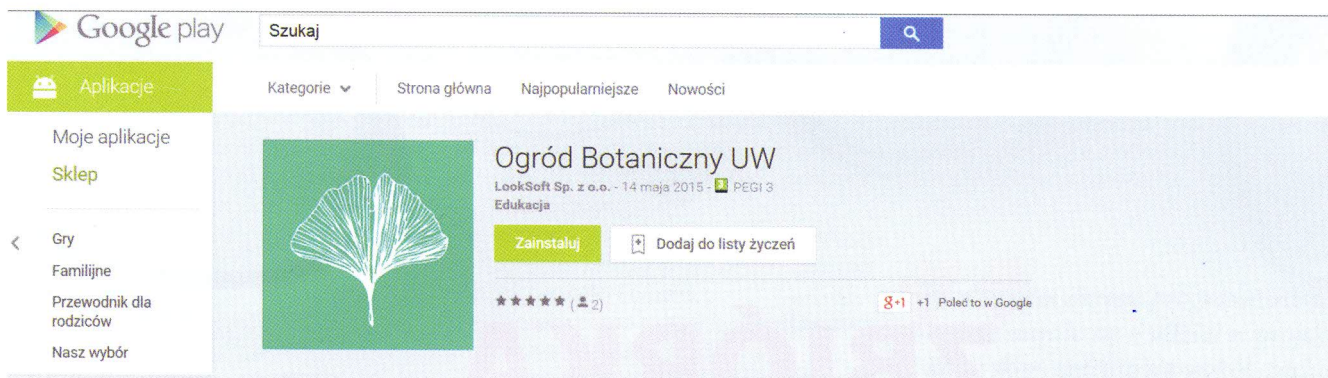 Google play
Szukaj
Aplikacje
Kategorie
Strona główna
Najpopularniejsze
Nowości
Moje aplikacje
Sklep
Gry
Familijne
Przewodnik dla
rodziców
Nasz wybór
Ogród Botaniczny UW
LookSoft Sp. z o.o. - 14 maja 2015 - 3 PEGI 3
Edukacja
Zainstaluj
Dodaj do listy życzeń
(2)
g+1 +1 Poleć to w Google